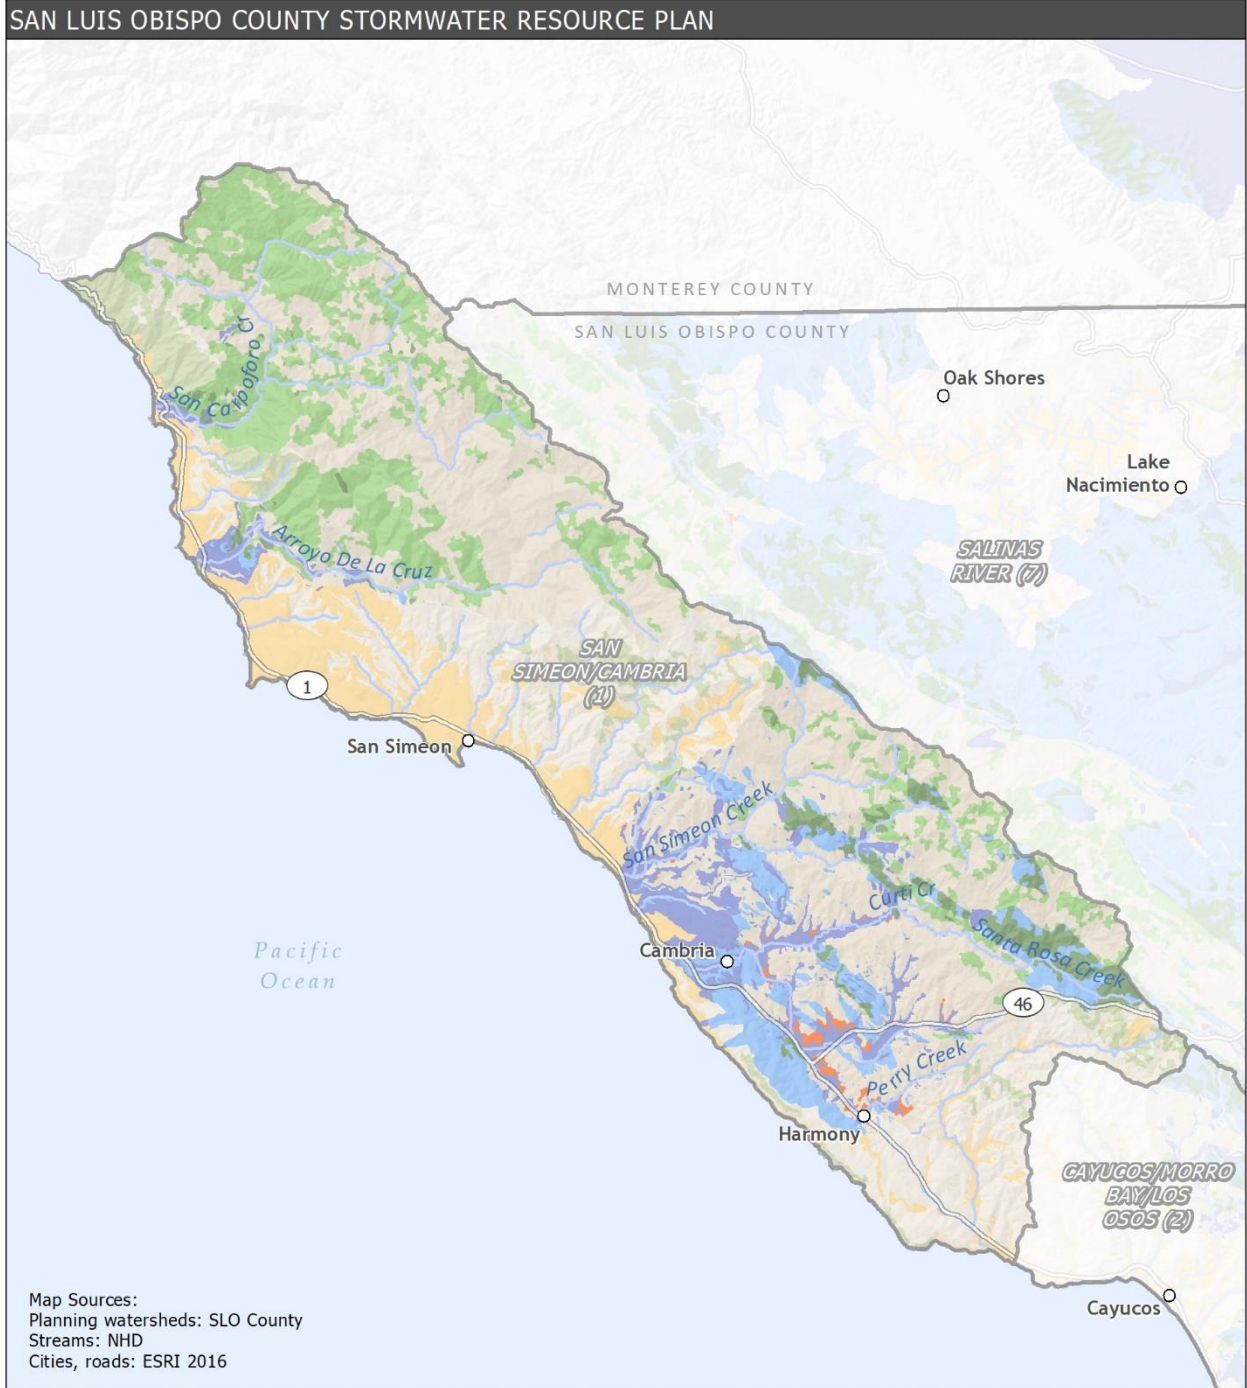 SAN LUIS OBISPO COUNTY STORMWATER RESOURCE PLAN
MONTEREY COUNTY
SAN LUIS OBISPO COUNTY
Oak Shores
San Carpoforo Cr
Lake
Nacimiento
Arroyo De La Cruz
SALINAS
RIVER (7)
SAN
SIMEON/CAMBRIA
(1)
1
San Simeon
San Simeon Creek
Curti Cr
Santa Rosa Creek
Pacific
Ocean
Cambria
46
Perry Creek
Harmony
CAYUCOS/MORRO
BAY/LOS
OSOS (2)
Cayucos
Map Sources:
Planning watersheds: SLO County
Streams: NHD
Cities, roads: ESRI 2016